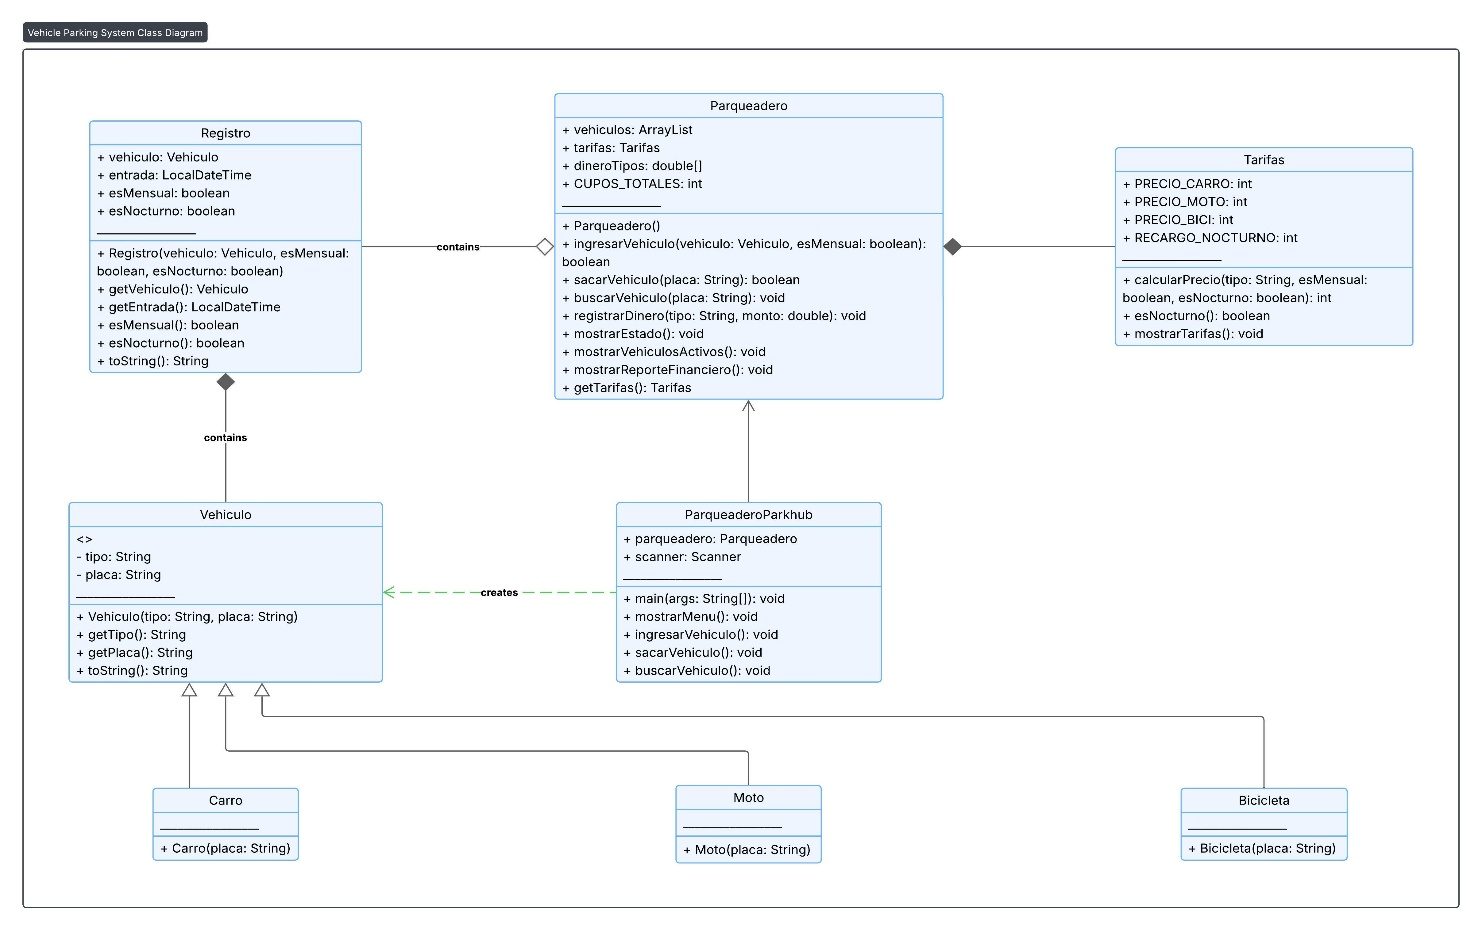 Vehicle Parking System Class Diagram
Registro
+ vehiculo: Vehiculo
+ entrada: LocalDateTime
+ esMensual: boolean
+ esNocturno: boolean
+ Registro(vehiculo: Vehiculo, esMensual:
boolean, esNocturno: boolean)
+ getVehiculo(): Vehiculo
+ getEntrada(): LocalDateTime
+ esMensual(): boolean
+ esNocturno(): boolean
+ toString(): String
contains
Parqueadero
+ vehiculos: ArrayList
+ tarifas: Tarifas
+ dineroTipos: double[]
+ CUPOS_TOTALES: int
+ Parqueadero()
+ ingresarVehiculo(vehiculo: Vehiculo, esMensual: boolean):
boolean
+ sacarVehiculo(placa: String): boolean
+ buscarVehiculo(placa: String): void
+ registrarDinero(tipo: String, monto: double): void
+ mostrarEstado(): void
+ mostrarVehiculosActivos(): void
+ mostrarReporteFinanciero(): void
+ getTarifas(): Tarifas
Tarifas
+ PRECIO_CARRO: int
+ PRECIO_MOTO: int
+ PRECIO_BICI: int
+ RECARGO_NOCTURNO: int
+ calcularPrecio(tipo: String, esMensual:
boolean, esNocturno: boolean): int
+ esNocturno(): boolean
+ mostrarTarifas(): void
contains
Vehiculo
<>
- tipo: String
- placa: String
+ Vehiculo(tipo: String, placa: String)
+ getTipo(): String
+ getPlaca(): String
+ toString(): String
creates
ParqueaderoParkhub
+ parqueadero: Parqueadero
+ scanner: Scanner
+ main(args: String[]): void
+ mostrarMenu(): void
+ ingresarVehiculo(): void
+ sacarVehiculo(): void
+ buscarVehiculo(): void
Carro
+ Carro(placa: String)
Moto
+ Moto(placa: String)
Bicicleta
+ Bicicleta(placa: String)